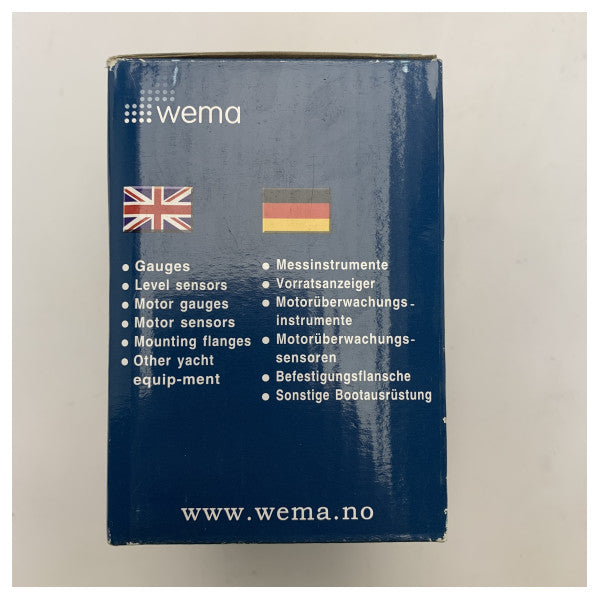 wema
• Gauges
• Level sensors
• Motor gauges
• Motor sensors
• Mounting flanges
• Other yacht
equip-ment
• Messinstrumente
• Vorratsanzeiger
• Motorüberwachungs-
instrumente
• Motorüberwachungs-
sensoren
• Befestigungsflansche
• Sonstige Bootausrüstung
www.wema.no